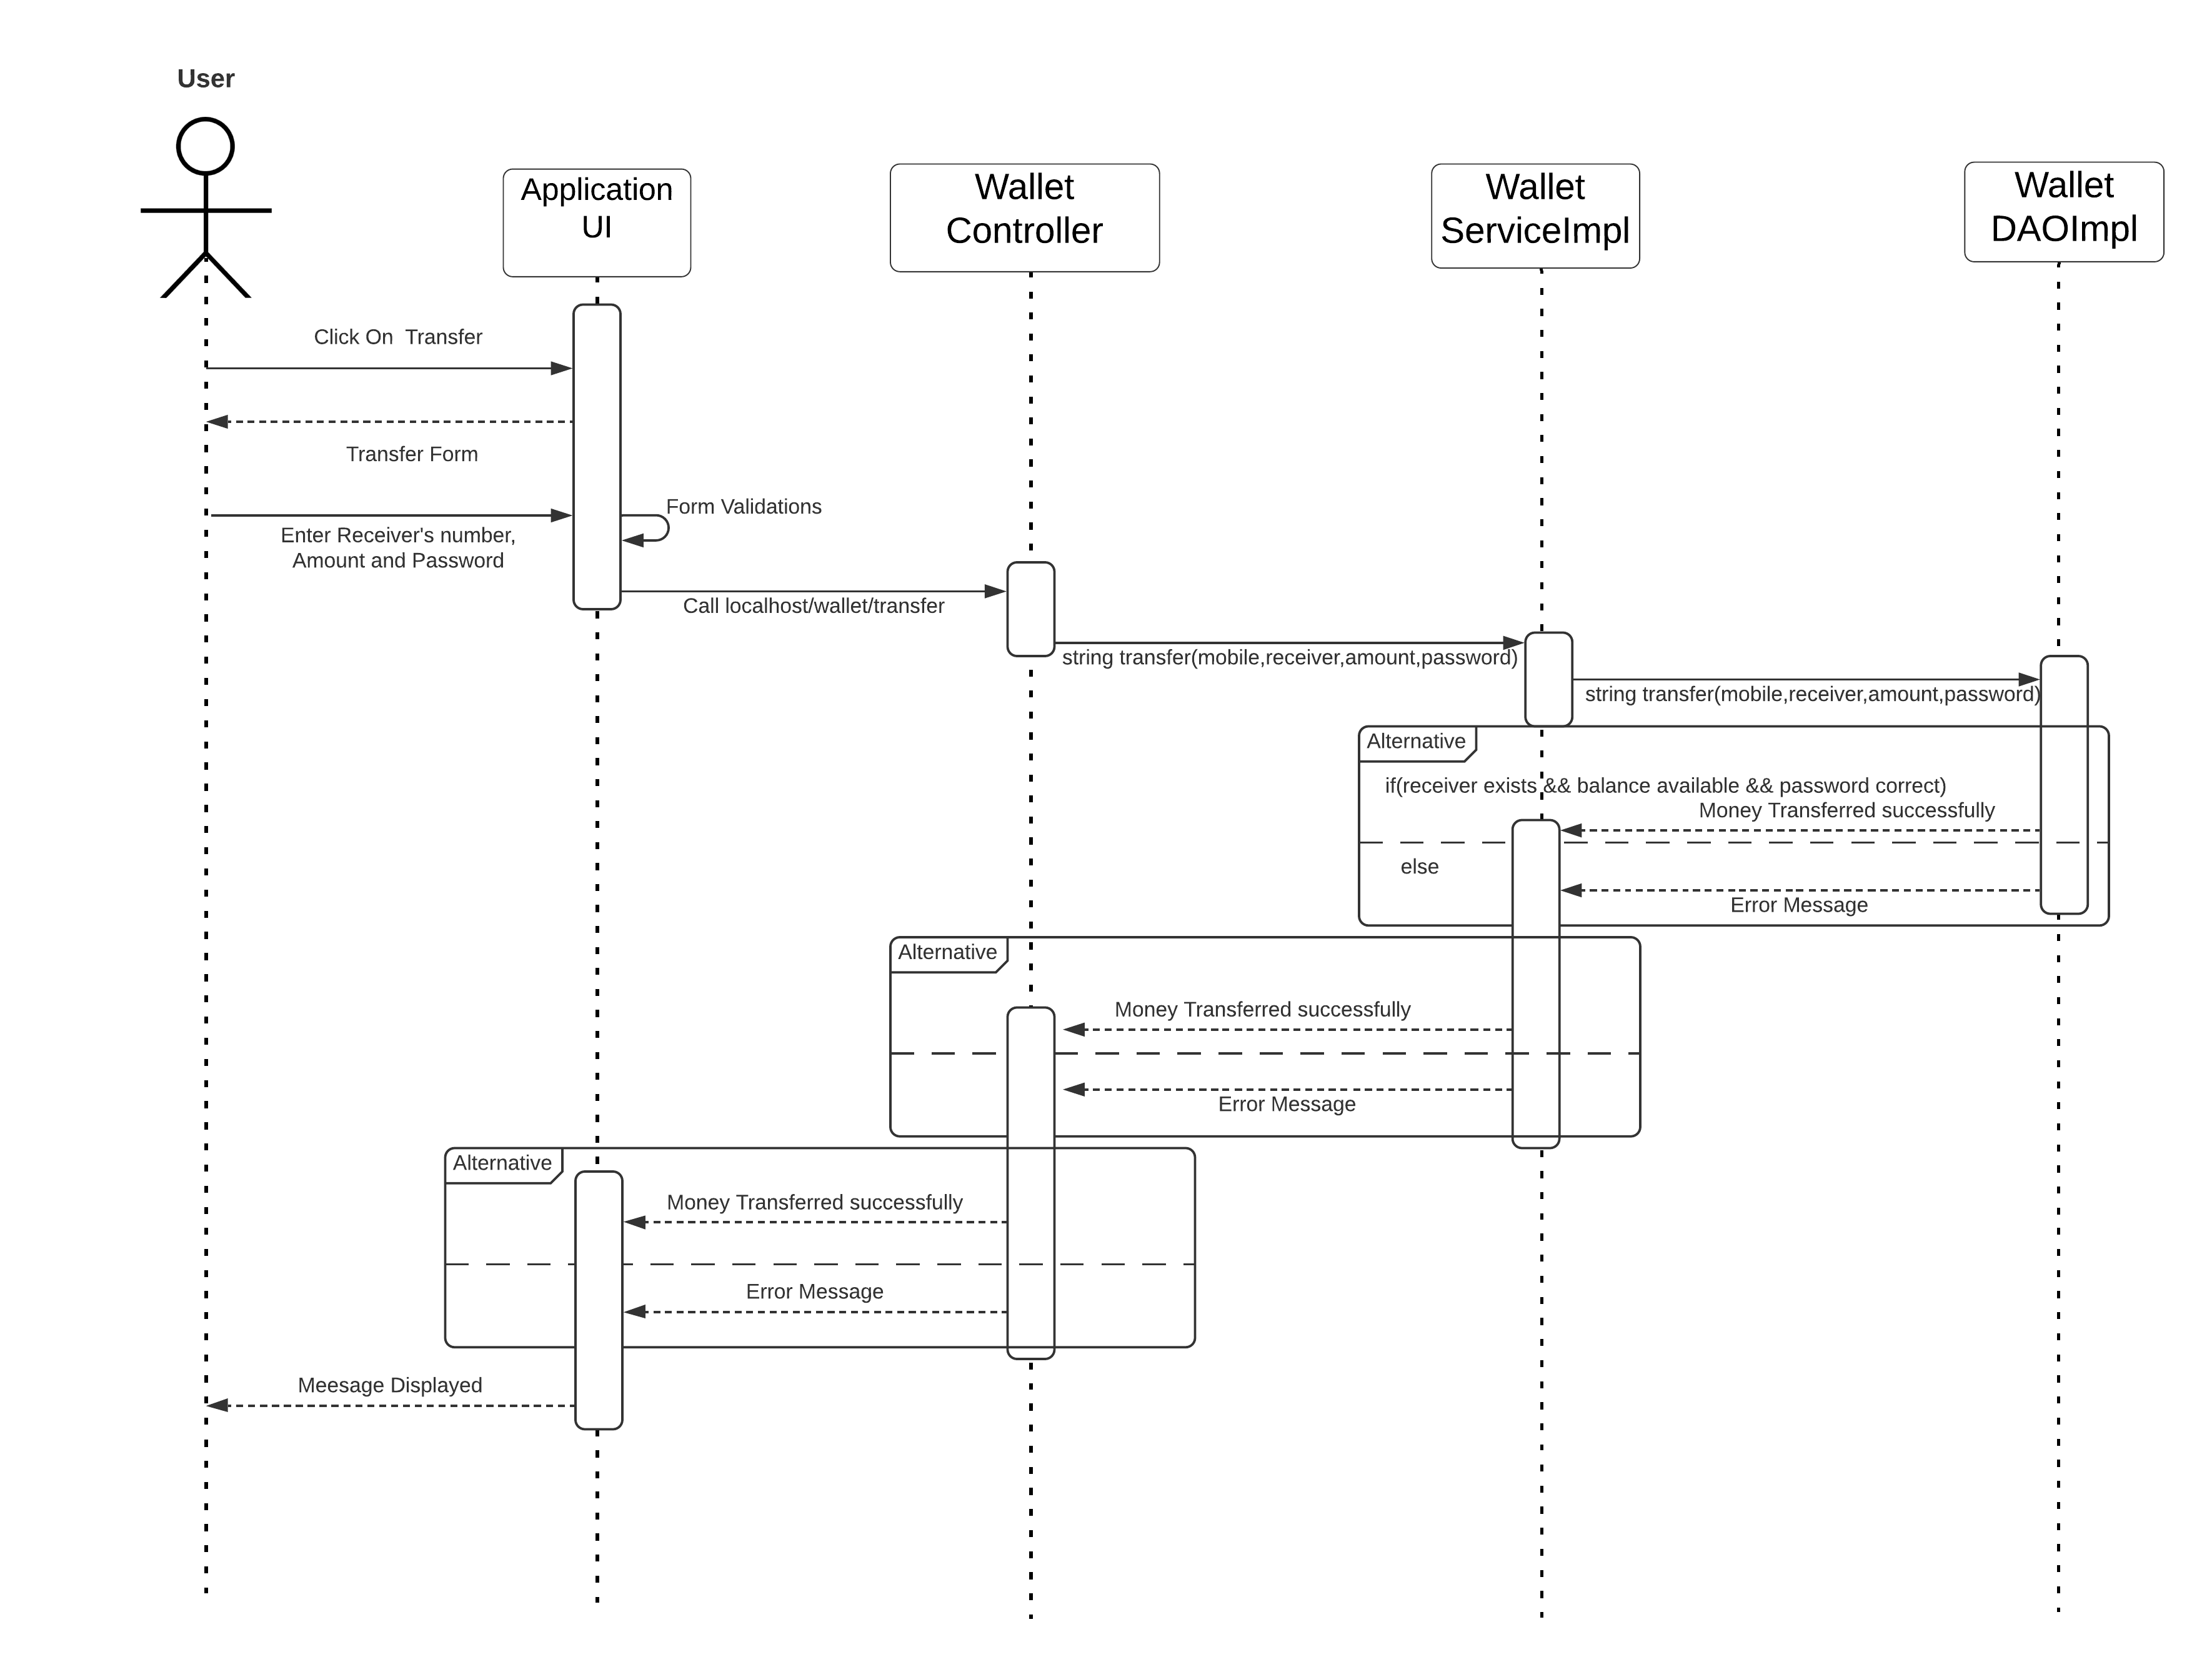 User
Application
UI
Wallet
Controller
Wallet
ServiceImpl
Wallet
DAOImpl
Click On  Transfer
Transfer Form
Form Validations
Enter Receiver's number,
Amount and Password
Call localhost/wallet/transfer
string transfer(mobile,receiver,amount,password)
string transfer(mobile,receiver,amount,password)
Alternative
if(receiver exists && balance available && password correct)
Money Transferred successfully
else
Error Message
Alternative
Money Transferred successfully
Error Message
Alternative
Money Transferred successfully
Error Message
Meesage Displayed